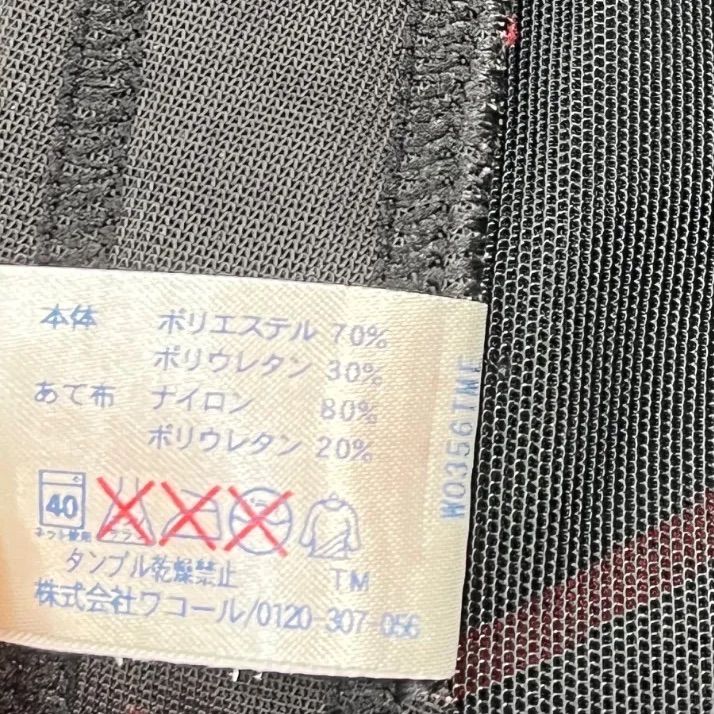 本体 ポリエステル 70%
ポリウレタン 30%
あて布 ナイロン 80%
ポリウレタン 20%
40
ネット使用
タンブル乾燥禁止 TM
株式会社ワコール/0120-307-056
W0356TMF